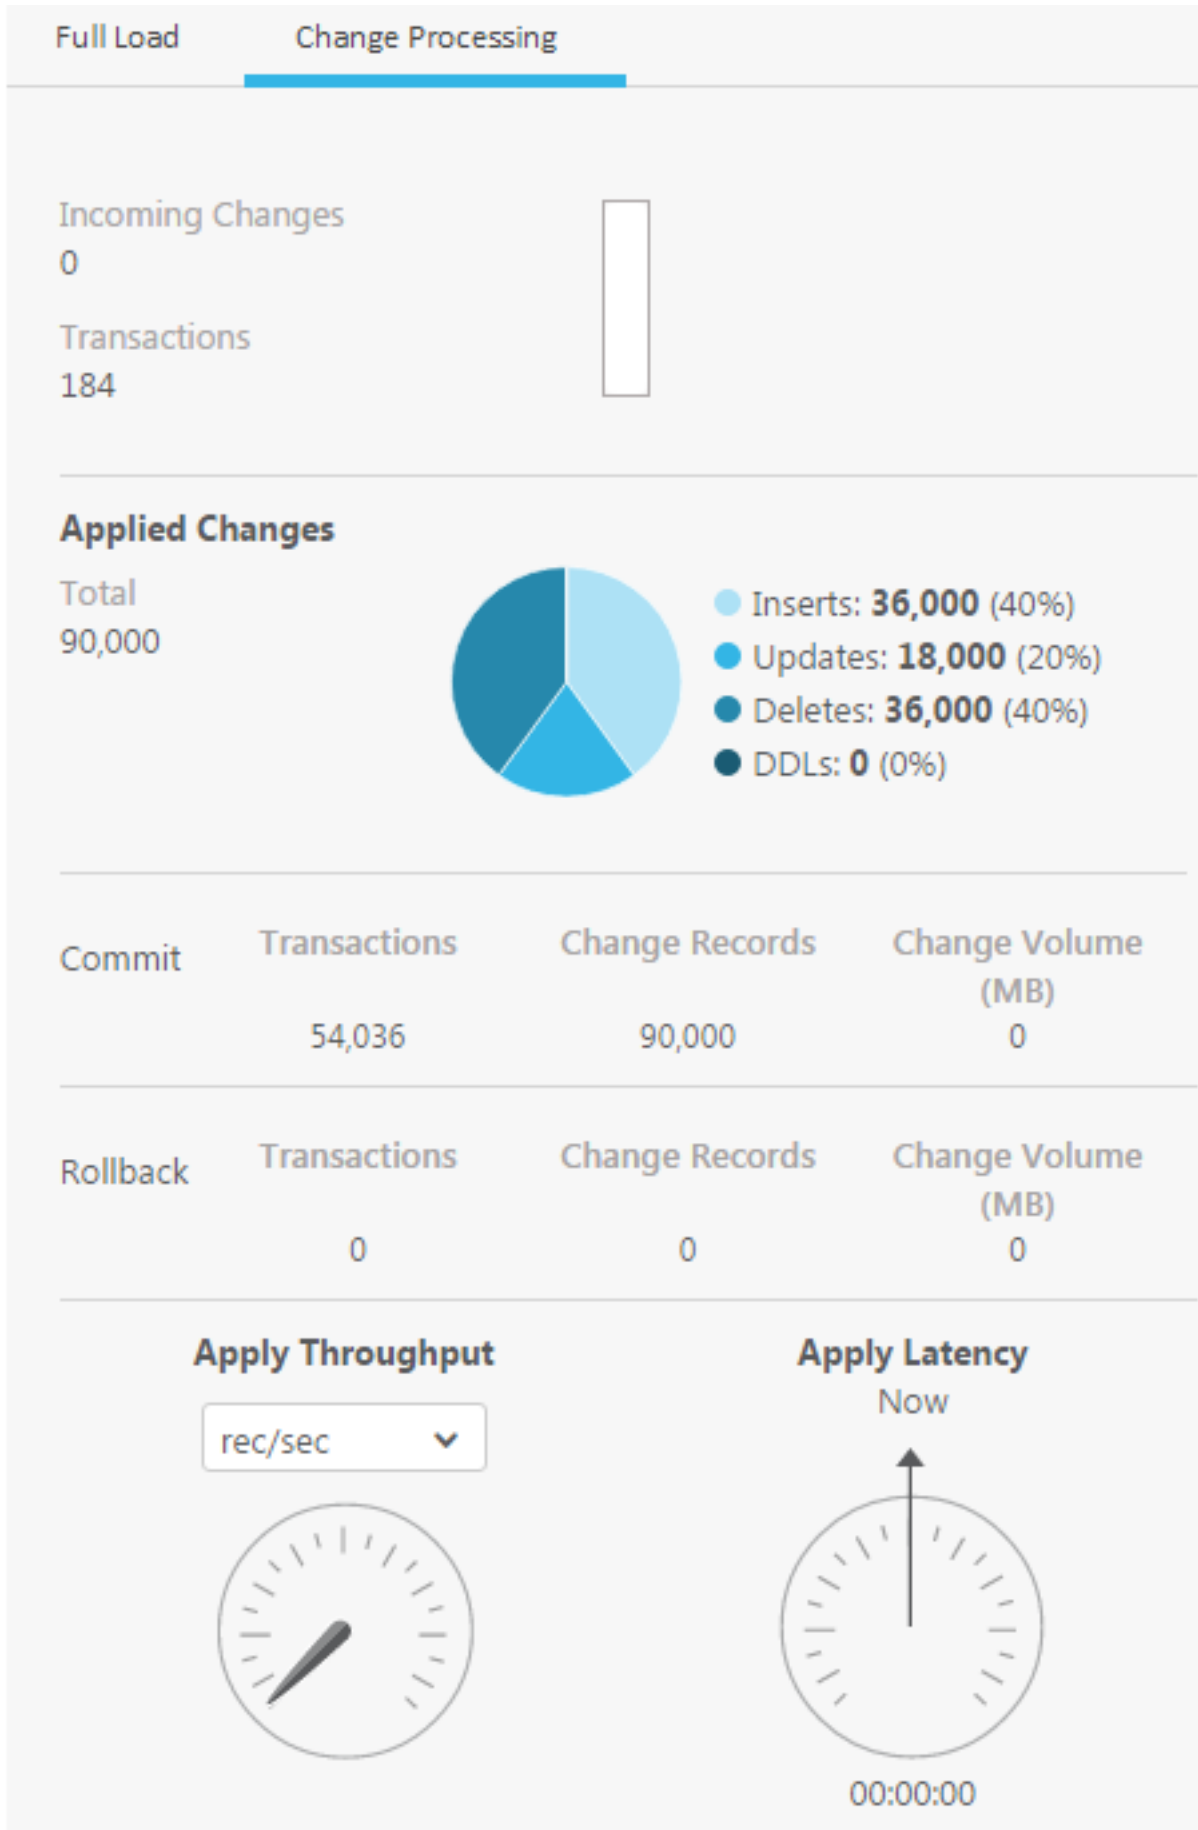 Full Load
Change Processing
Incoming Changes
0
Transactions
184
Applied Changes
Total
90,000
Inserts: 36,000 (40%)
Updates: 18,000 (20%)
Deletes: 36,000 (40%)
DDLs: 0 (0%)
Commit
Transactions
Change Records
Change Volume
(MB)
54,036
90,000
0
Rollback
Transactions
Change Records
Change Volume
(MB)
0
0
0
Apply Throughput
rec/sec
Apply Latency
Now
00:00:00